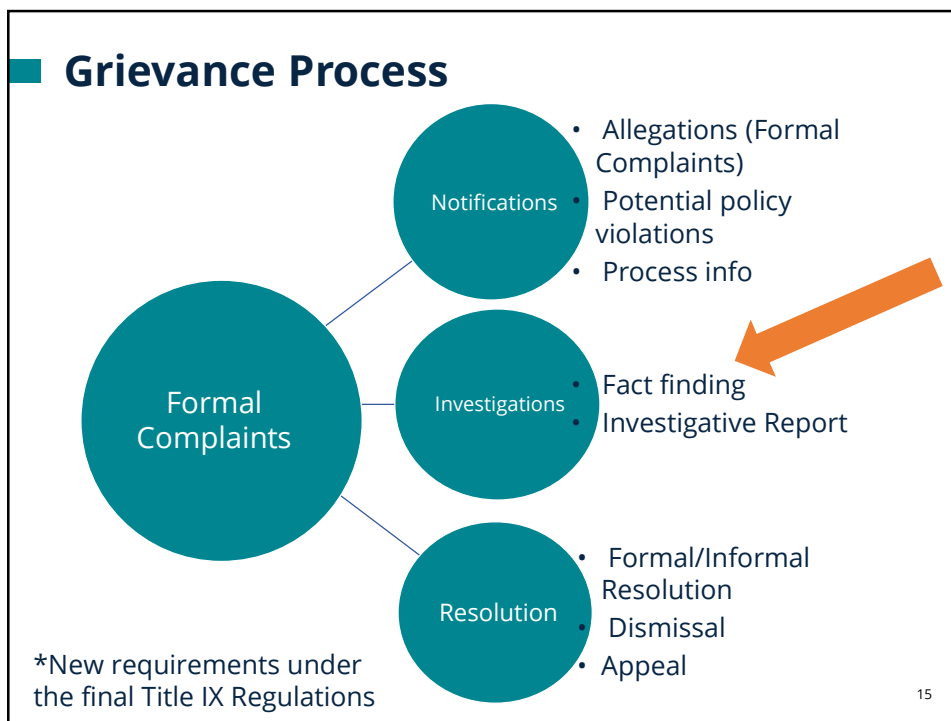 Grievance Process
Notifications
• Allegations (Formal
Complaints)
• Potential policy
violations
• Process info
Formal
Complaints
Investigations
• Fact finding
• Investigative Report
Resolution
• Formal/Informal
Resolution
• Dismissal
• Appeal
*New requirements under
the final Title IX Regulations
15